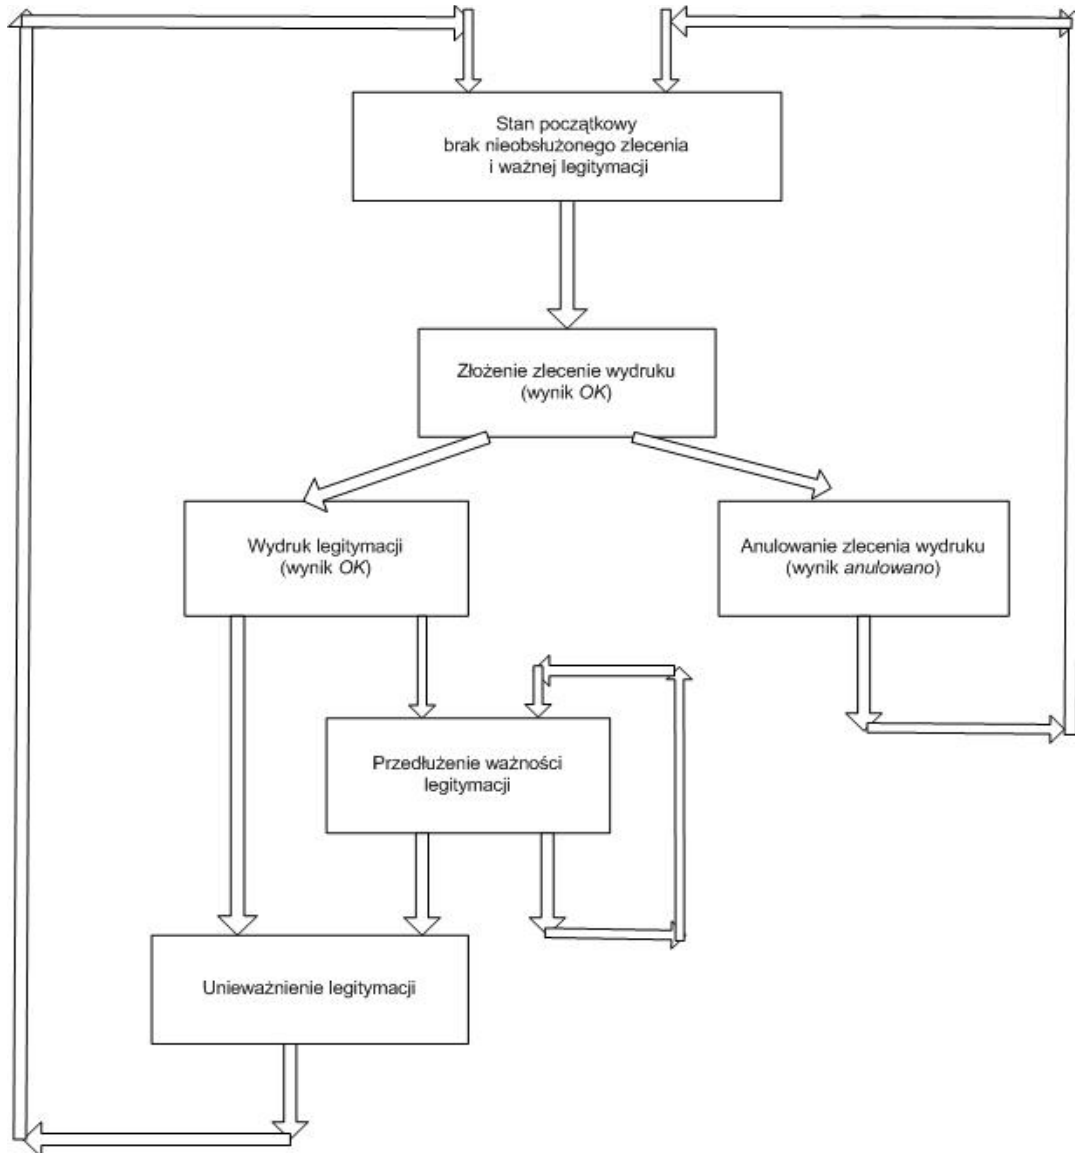 Stan początkowy
brak nieobsłużonego zlecenia
i ważnej legitymacji
Złożenie zlecenie wydruku
(wynik OK)
Wydruk legitymacji
(wynik OK)
Anulowanie zlecenia wydruku
(wynik anulowano)
Przedłużenie ważności
legitymacji
Unieważnienie legitymacji